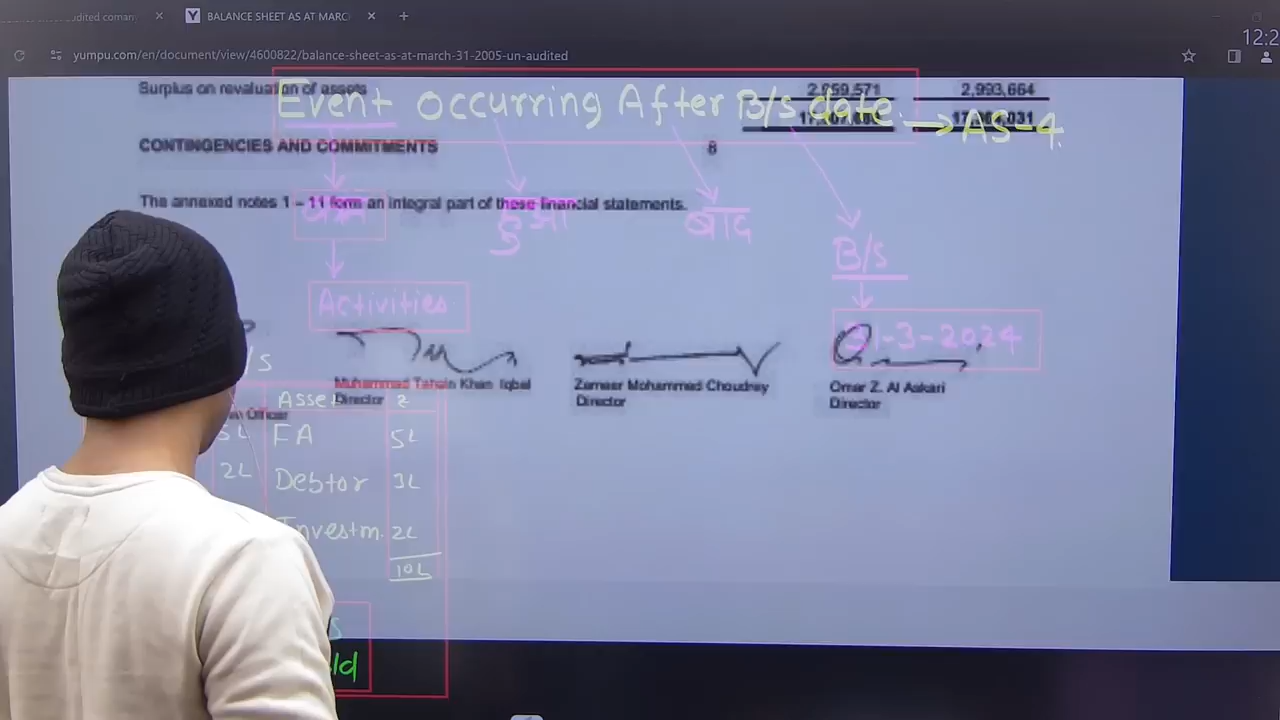 udited coman
BALANCE SHEET AS AT MARC
12:2
yumpu.com/en/document/view/4600822/balance-sheet-as-at-march-31-2005-un-audited
Surplus on revaluation of assets 2,959,571 2,993,664
Event occurring After B/s date. → AS-4.
CONTINGENCIES AND COMMITMENTS 8
The annexed notes 1 – 11 form an integral part of these financial statements.
बाद
B/s
Activities
31-3-2024
/s
Muhammad Tahsin Khan Iqbal
Director
Zameer Mohammed Choudrey
Director
Omar Z. Al Askari
Director
Asset
Officer
5L FA 5L
2L Debtor 3L
Investm. 2L
10L
ld